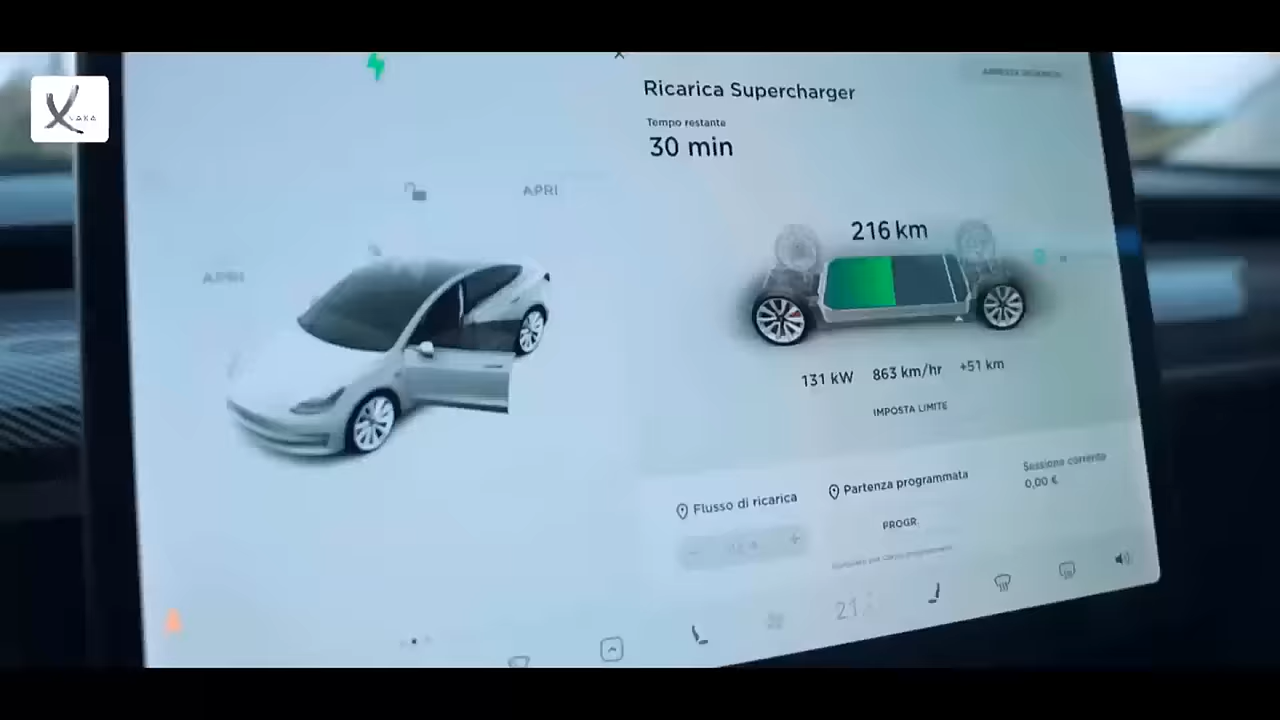 Ricarica Supercharger
Tempo restante
30 min
APRI
APRI
216 km
131 kW 863 km/hr +51 km
IMPOSTA LIMITE
Flusso di ricarica
Partenza programmata
PROGR.
Sessione corrente
0,00 €
21